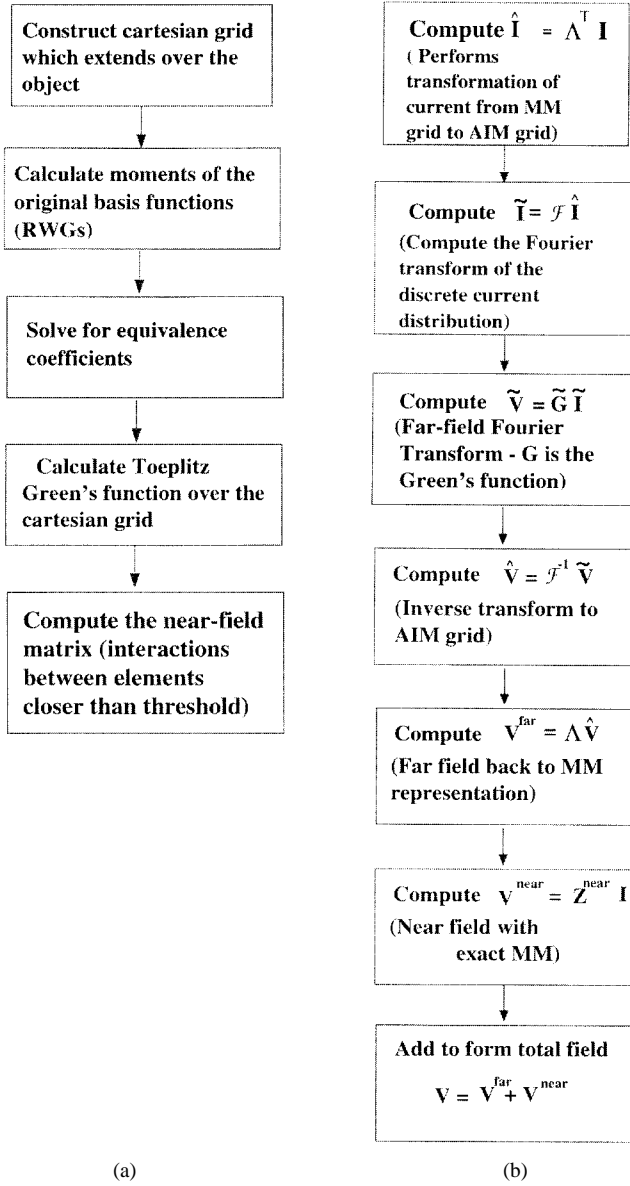 Construct cartesian grid
which extends over the
object
Calculate moments of the
original basis functions
(RWGs)
Solve for equivalence
coefficients
Calculate Toeplitz
Green's function over the
cartesian grid
Compute the near-field
matrix (interactions
between elements
closer than threshold)
(a)
Compute Î = Λᵀ I
( Performs
transformation of
current from MM
grid to AIM grid)
Compute Ĩ = ℱ Î
(Compute the Fourier
transform of the
discrete current
distribution)
Compute Ṽ = G̃ Ĩ
(Far-field Fourier
Transform - G is the
Green's function)
Compute V̂ = ℱ⁻¹ Ṽ
(Inverse transform to
AIM grid)
Compute V^far = Λ V̂
(Far field back to MM
representation)
Compute V^near = Z^near I
(Near field with
exact MM)
Add to form total field
V = V^far + V^near
(b)